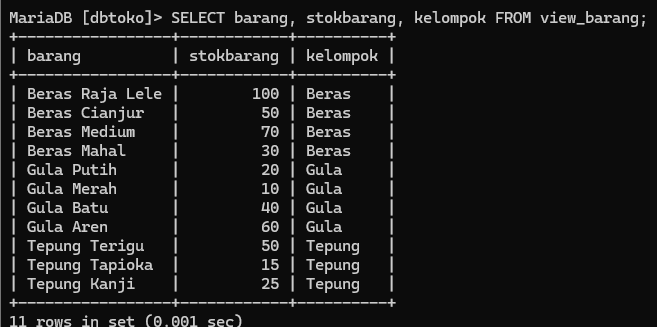 MariaDB [dbtoko]> SELECT barang, stokbarang, kelompok FROM view_barang;
+-----------------+------------+----------+
| barang          | stokbarang | kelompok |
+-----------------+------------+----------+
| Beras Raja Lele |        100 | Beras    |
| Beras Cianjur   |         50 | Beras    |
| Beras Medium    |         70 | Beras    |
| Beras Mahal     |         30 | Beras    |
| Gula Putih      |         20 | Gula     |
| Gula Merah      |         10 | Gula     |
| Gula Batu       |         40 | Gula     |
| Gula Aren       |         60 | Gula     |
| Tepung Terigu   |         50 | Tepung   |
| Tepung Tapioka  |         15 | Tepung   |
| Tepung Kanji    |         25 | Tepung   |
+-----------------+------------+----------+
11 rows in set (0.001 sec)